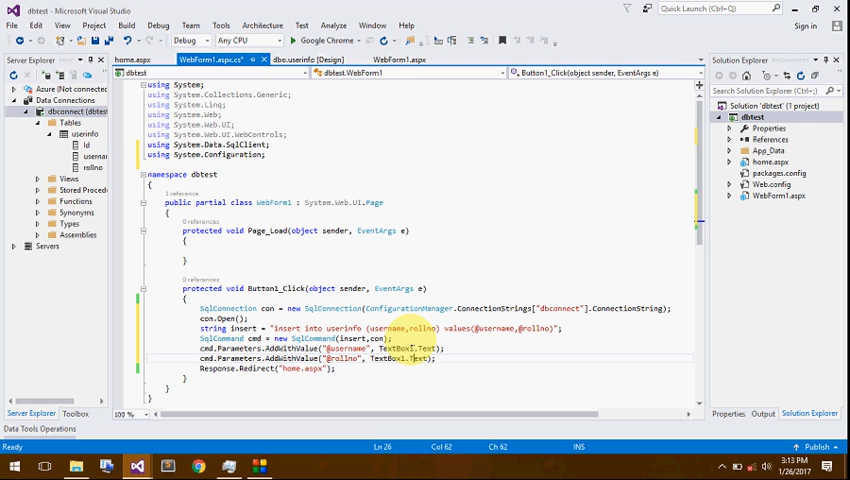 dbtest - Microsoft Visual Studio
Quick Launch (Ctrl+Q)
File Edit View Project Build Debug Team Tools Architecture Test Analyze Window Help
Sign in
Debug Any CPU Google Chrome
Server Explorer
home.aspx WebForm1.aspx.cs* dbo.userinfo [Design] WebForm1.aspx
Solution Explorer
dbtest dbtest.WebForm1 Button1_Click(object sender, EventArgs e)
Azure (Not connected
Data Connections
dbconnect (dbtes
Tables
userinfo
Id
usernar
rollno
Views
Stored Procedure
Functions
Synonyms
Types
Assemblies
Servers
using System;
using System.Collections.Generic;
using System.Linq;
using System.Web;
using System.Web.UI;
using System.Web.UI.WebControls;
using System.Data.SqlClient;
using System.Configuration;
namespace dbtest
{
1 reference
public partial class WebForm1 : System.Web.UI.Page
{
0 references
protected void Page_Load(object sender, EventArgs e)
{
}
0 references
protected void Button1_Click(object sender, EventArgs e)
{
SqlConnection con = new SqlConnection(ConfigurationManager.ConnectionStrings["dbconnect"].ConnectionString);
con.Open();
string insert = "insert into userinfo (username,rollno) values(@username,@rollno)";
SqlCommand cmd = new SqlCommand(insert,con);
cmd.Parameters.AddWithValue("@username", TextBox1.Text);
cmd.Parameters.AddWithValue("@rollno", TextBox1.Text);
Response.Redirect("home.aspx");
}
}
}
Search Solution Explorer (Ctrl+;)
Solution 'dbtest' (1 project)
dbtest
Properties
References
App_Data
home.aspx
packages.config
Web.config
WebForm1.aspx
100 %
Server Explorer Toolbox
Properties Output Solution Explorer
Data Tools Operations
Ready Ln 26 Col 62 Ch 62 INS Publish
3:13 PM
1/26/2017